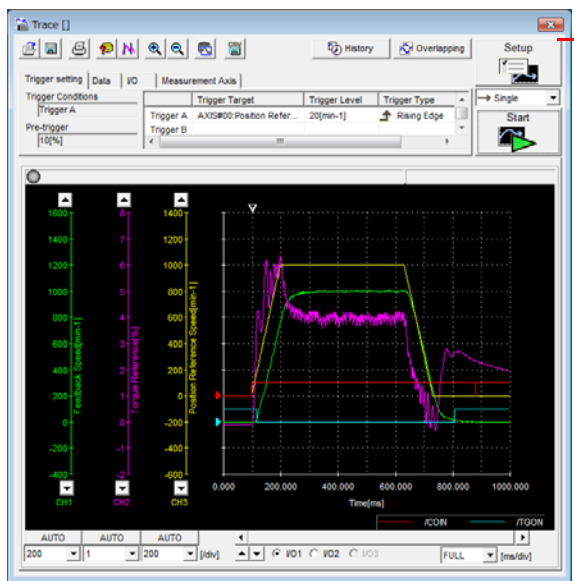 Trace []
History
Overlapping
Setup
Trigger setting
Data
I/O
Measurement Axis
Single
Trigger Conditions
Trigger A
Pre-trigger
10[%]
Trigger Target
Trigger Level
Trigger Type
Trigger A
AXIS#00:Position Refer...
20[min-1]
Rising Edge
Trigger B
Start
1600
1400
1200
1000
800
600
400
200
0
-200
-400
Feedback Speed[min-1]
CH1
8
7
6
5
4
3
2
1
0
-1
-2
Torque Reference[%]
CH2
1400
1200
1000
800
600
400
200
0
-200
-400
-600
Position Reference Speed[min-1]
CH3
0.000
200.000
400.000
600.000
800.000
1000.000
Time[ms]
/COIN
/TGON
AUTO
AUTO
AUTO
200
1
200
[/div]
I/O1
I/O2
I/O3
FULL
[ms/div]